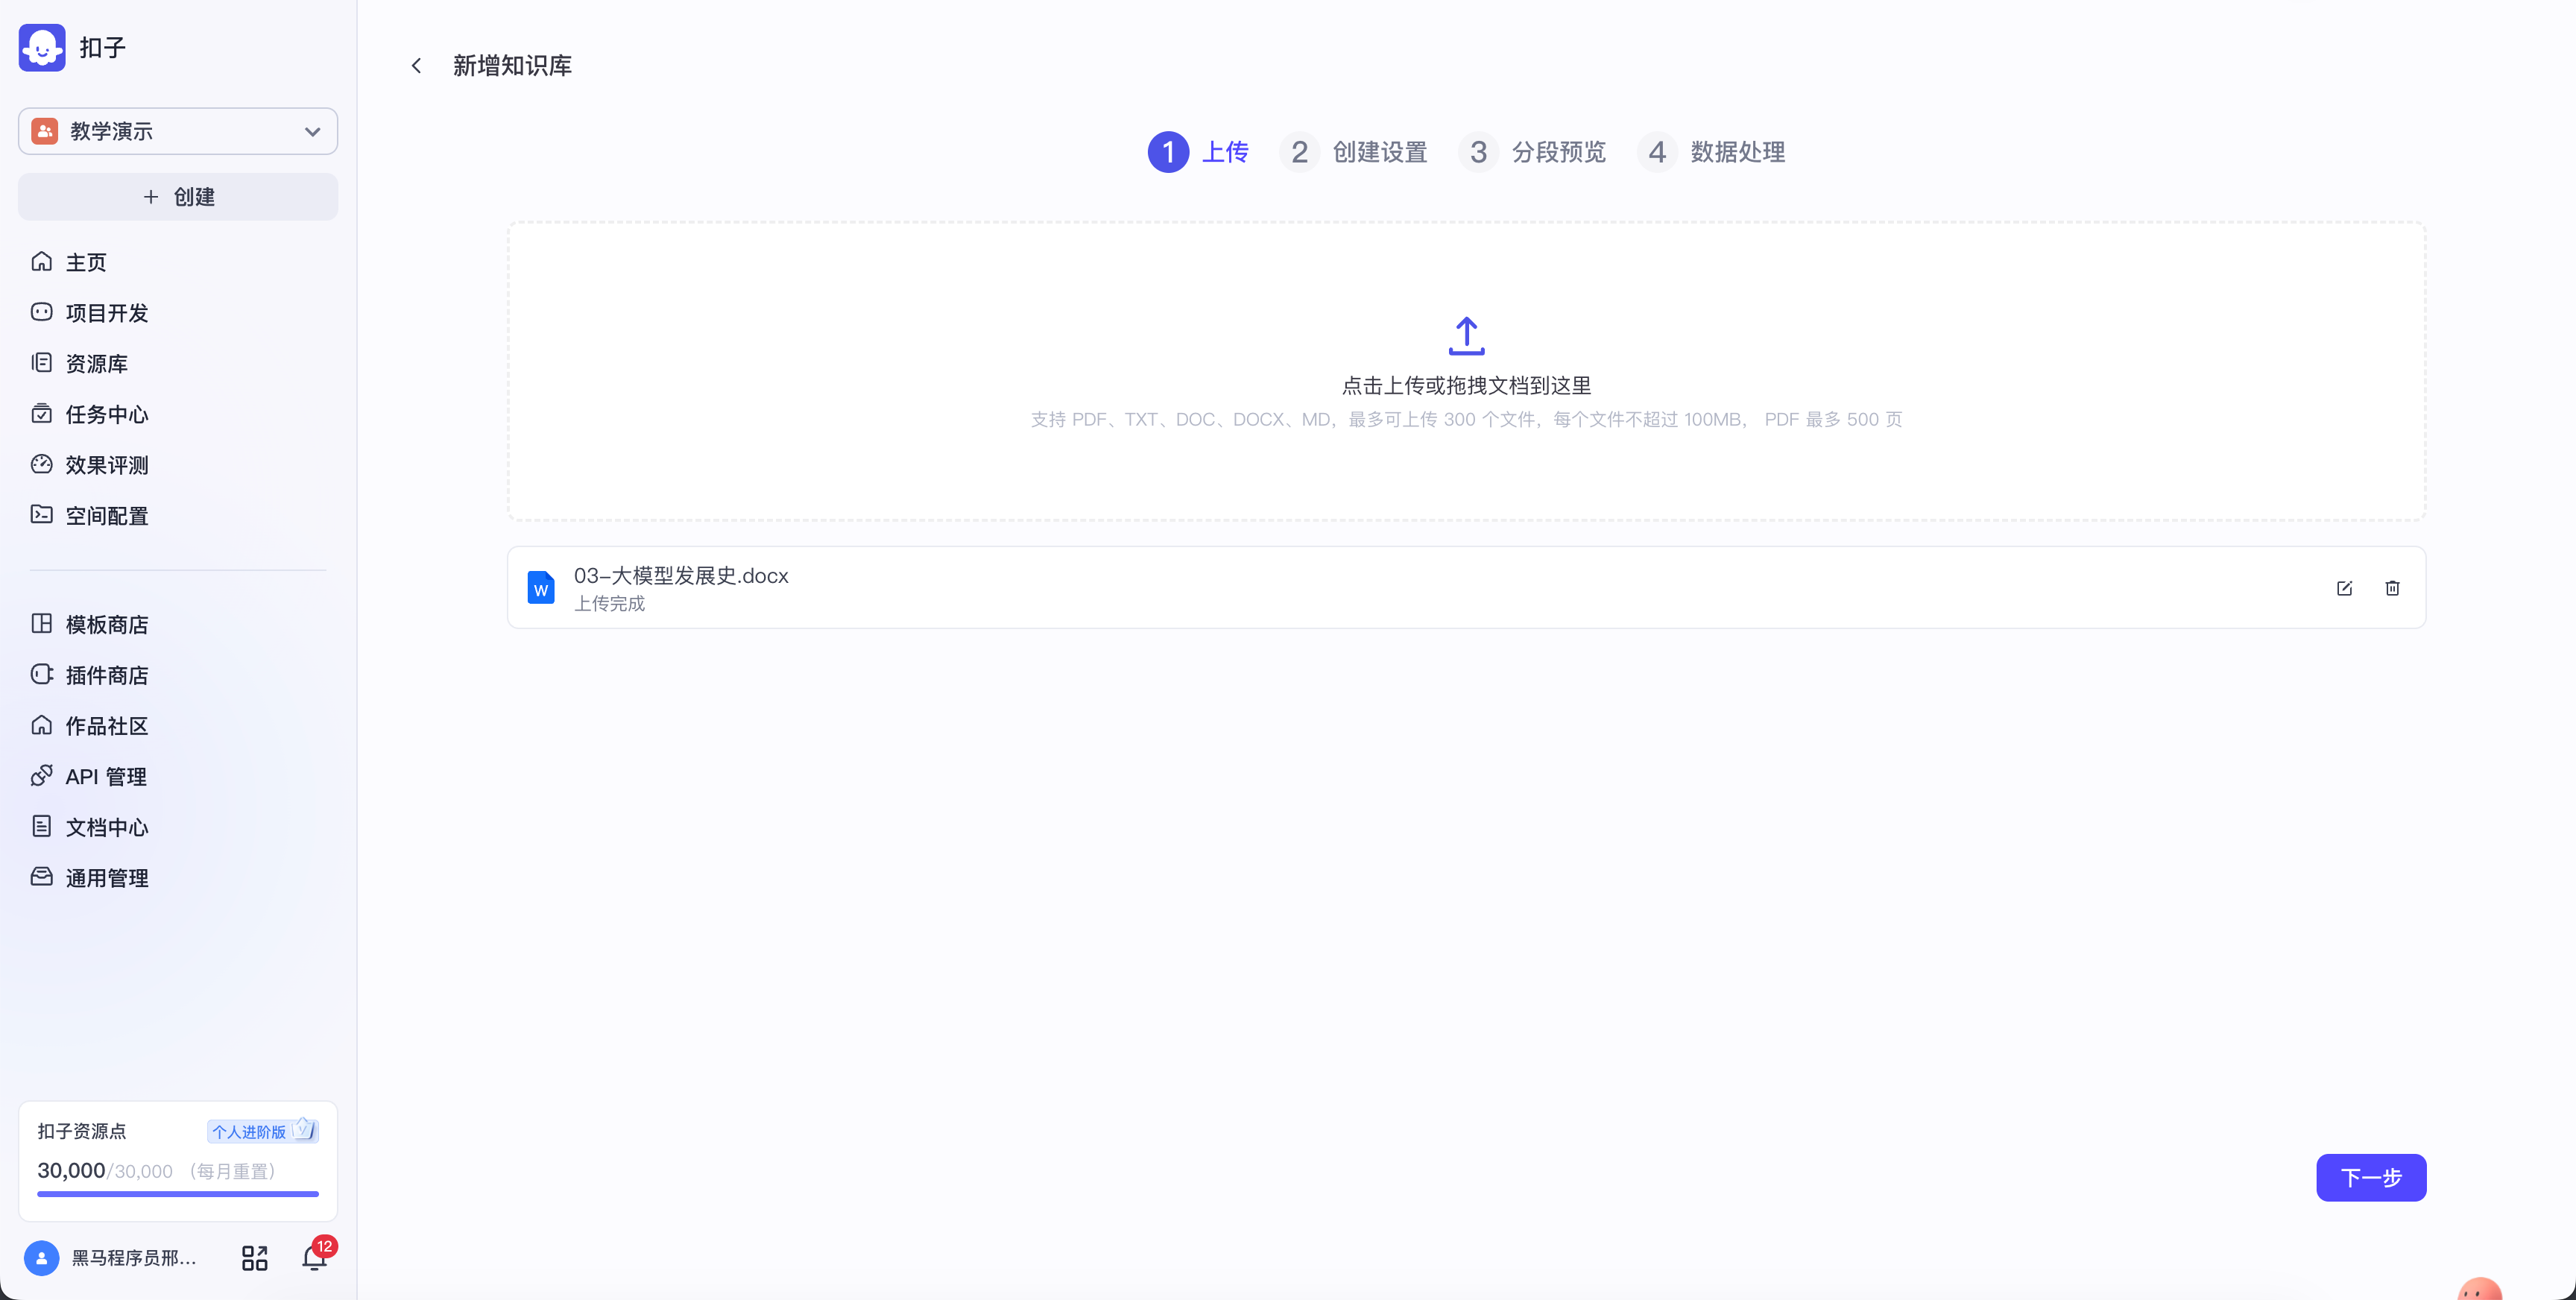 扣子
教学演示
创建
主页
项目开发
资源库
任务中心
效果评测
空间配置
模板商店
插件商店
作品社区
API 管理
文档中心
通用管理
扣子资源点
个人进阶版
30,000/30,000 (每月重置)
黑马程序员邢...
12
新增知识库
1 上传 2 创建设置 3 分段预览 4 数据处理
点击上传或拖拽文档到这里
支持 PDF、TXT、DOC、DOCX、MD，最多可上传 300 个文件，每个文件不超过 100MB， PDF 最多 500 页
W
03-大模型发展史.docx
上传完成
下一步